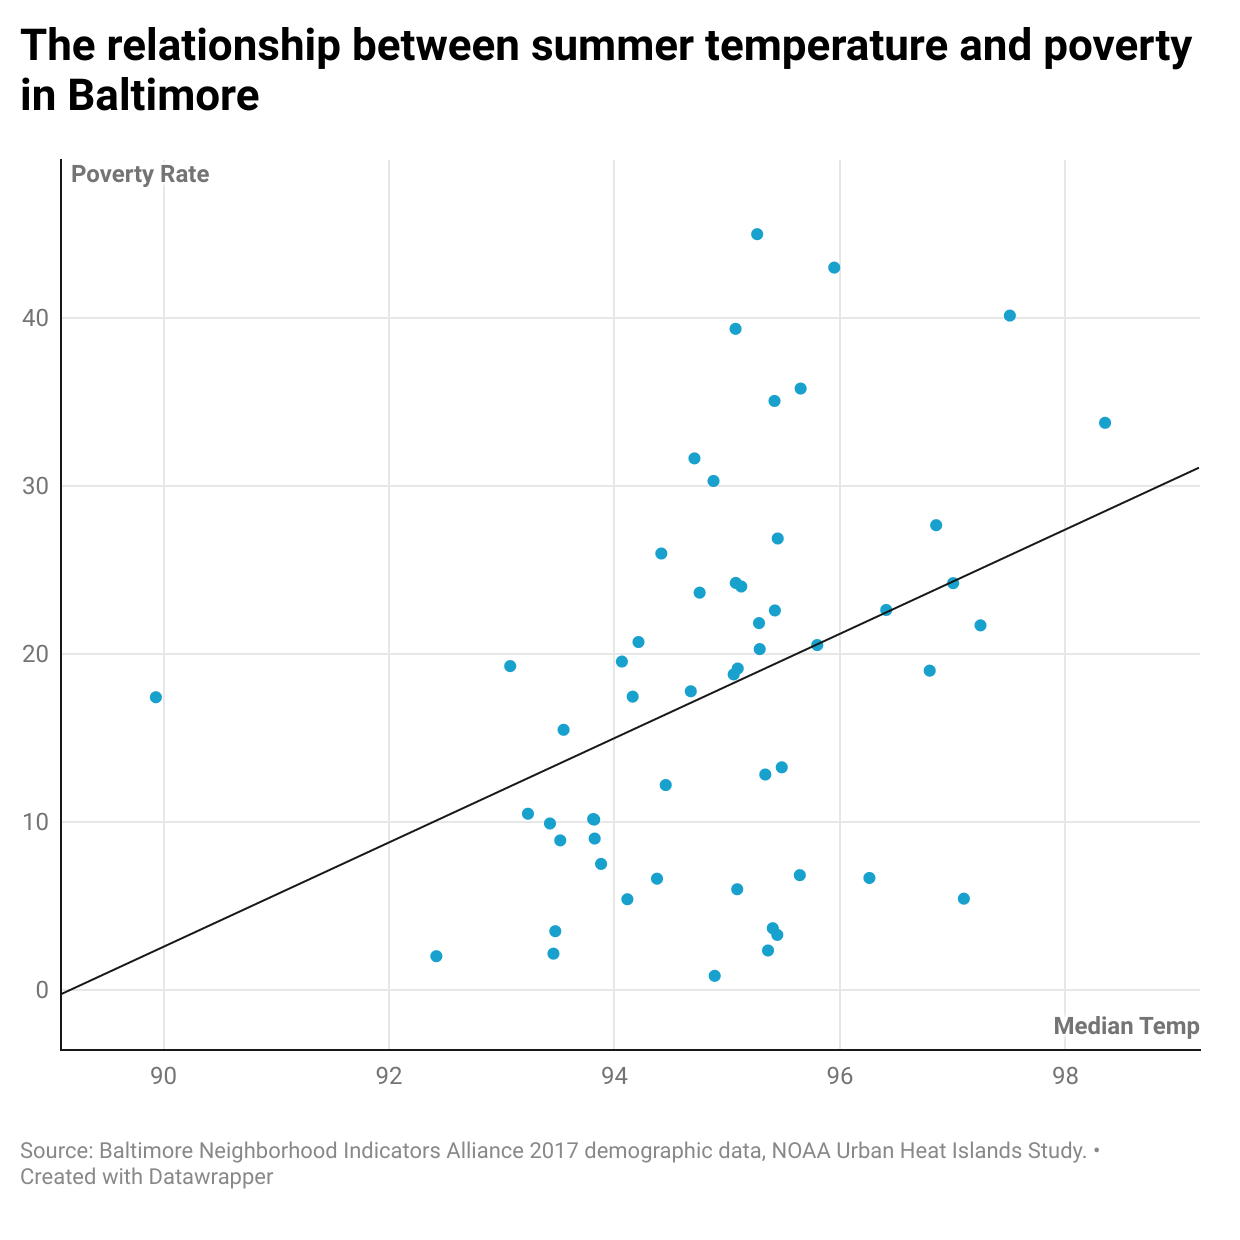 The relationship between summer temperature and poverty
in Baltimore
Poverty Rate
40
30
20
10
0
Median Temp
90 92 94 96 98
Source: Baltimore Neighborhood Indicators Alliance 2017 demographic data, NOAA Urban Heat Islands Study. •
Created with Datawrapper